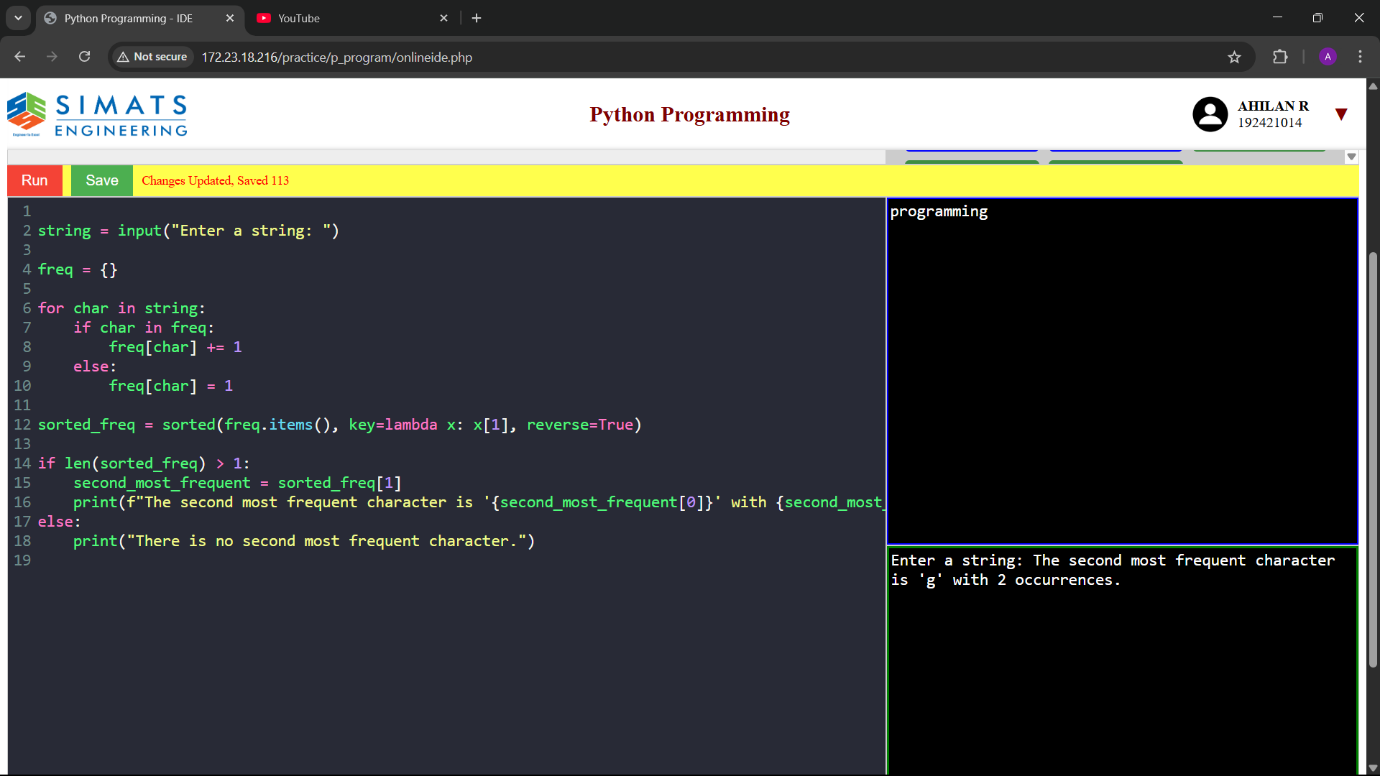 Python Programming - IDE
YouTube
Not secure
172.23.18.216/practice/p_program/onlineide.php
A
SIMATS
ENGINEERING
Python Programming
AHILAN R
192421014
Run
Save
Changes Updated, Saved 113
1
2 string = input("Enter a string: ")
3
4 freq = {}
5
6 for char in string:
7     if char in freq:
8         freq[char] += 1
9     else:
10         freq[char] = 1
11
12 sorted_freq = sorted(freq.items(), key=lambda x: x[1], reverse=True)
13
14 if len(sorted_freq) > 1:
15     second_most_frequent = sorted_freq[1]
16     print(f"The second most frequent character is '{second_most_frequent[0]}' with {second_most_
17 else:
18     print("There is no second most frequent character.")
19
programming
Enter a string: The second most frequent character
is 'g' with 2 occurrences.